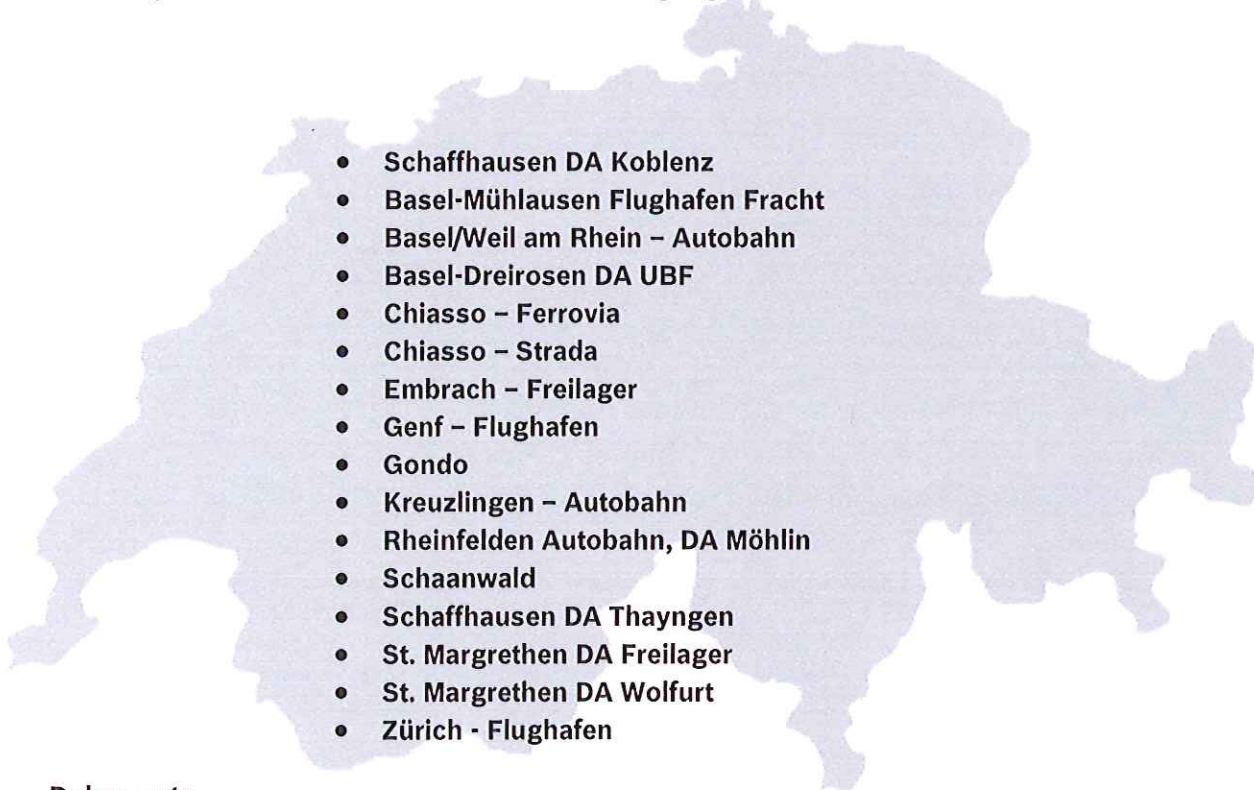 • Schaffhausen DA Koblenz
• Basel-Mühlausen Flughafen Fracht
• Basel/Weil am Rhein – Autobahn
• Basel-Dreirosen DA UBF
• Chiasso – Ferrovia
• Chiasso – Strada
• Embrach – Freilager
• Genf – Flughafen
• Gondo
• Kreuzlingen – Autobahn
• Rheinfelden Autobahn, DA Möhlin
• Schaanwald
• Schaffhausen DA Thayngen
• St. Margrethen DA Freilager
• St. Margrethen DA Wolfurt
• Zürich - Flughafen